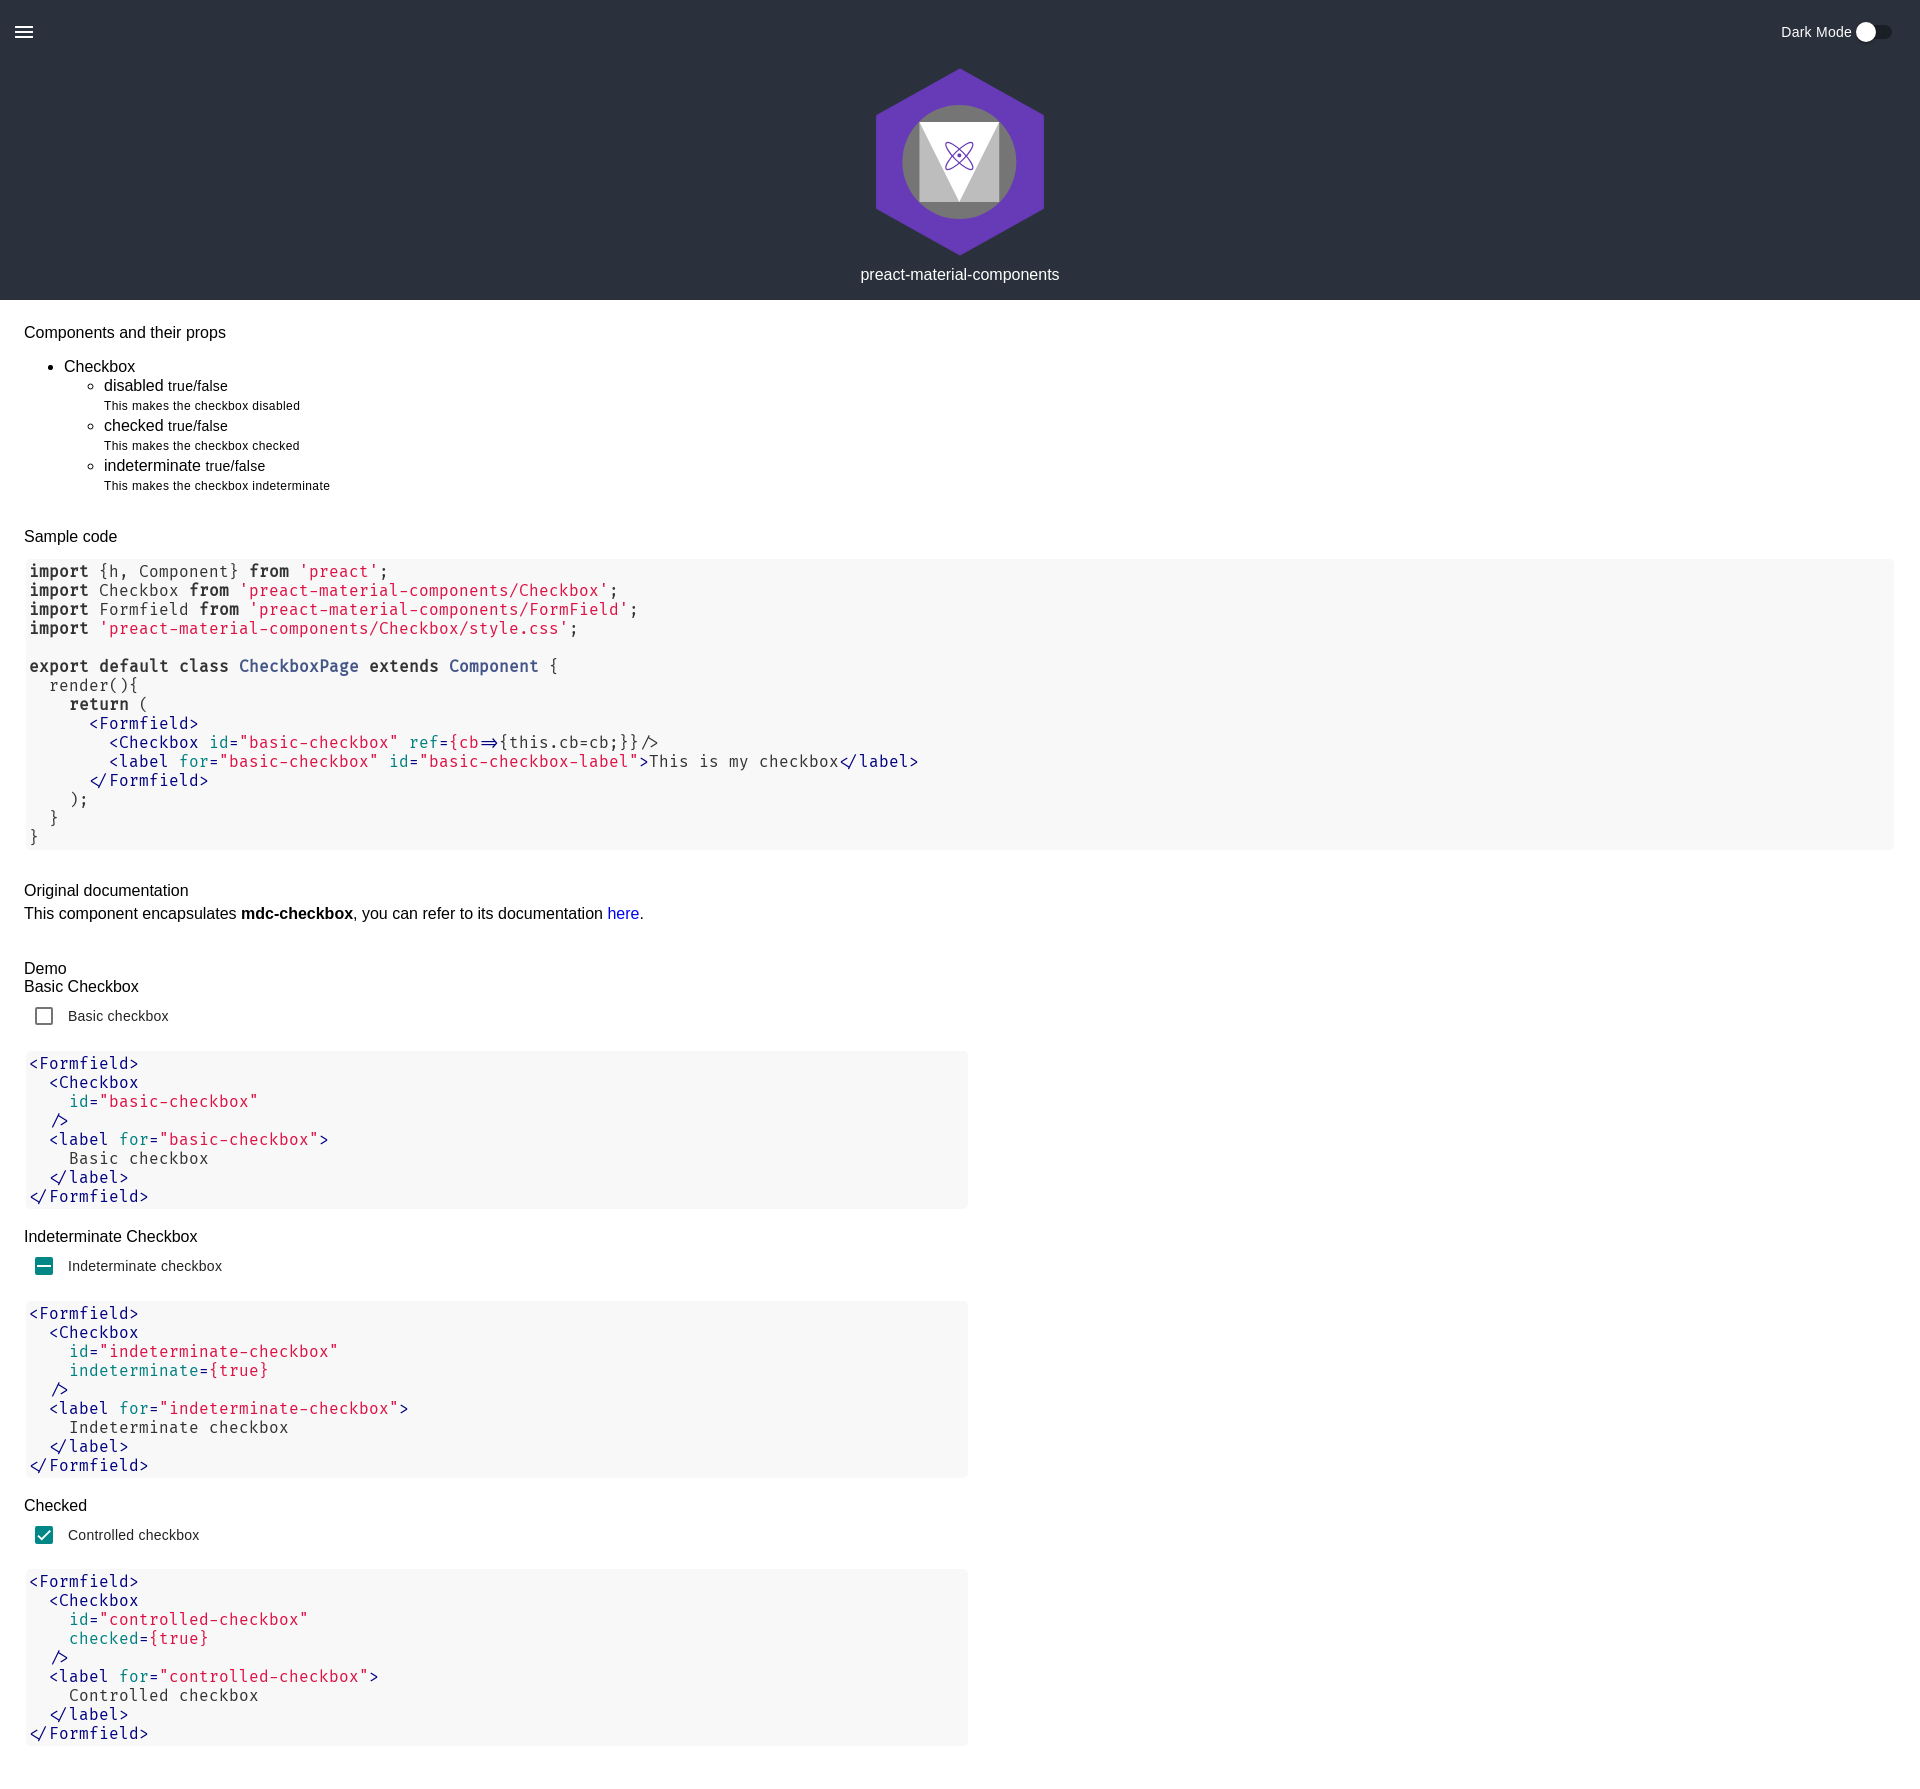 Dark Mode
preact-material-components
Components and their props
Checkbox
disabled true/false
This makes the checkbox disabled
checked true/false
This makes the checkbox checked
indeterminate true/false
This makes the checkbox indeterminate
Sample code
import {h, Component} from 'preact';
import Checkbox from 'preact-material-components/Checkbox';
import Formfield from 'preact-material-components/FormField';
import 'preact-material-components/Checkbox/style.css';
export default class CheckboxPage extends Component {
render(){
return (
<Formfield>
<Checkbox id="basic-checkbox" ref={cb=>{this.cb=cb;}}/>
<label for="basic-checkbox" id="basic-checkbox-label">This is my checkbox</label>
</Formfield>
);
}
}
Original documentation
This component encapsulates mdc-checkbox, you can refer to its documentation here.
Demo
Basic Checkbox
Basic checkbox
<Formfield>
<Checkbox
id="basic-checkbox"
/>
<label for="basic-checkbox">
Basic checkbox
</label>
</Formfield>
Indeterminate Checkbox
Indeterminate checkbox
<Formfield>
<Checkbox
id="indeterminate-checkbox"
indeterminate={true}
/>
<label for="indeterminate-checkbox">
Indeterminate checkbox
</label>
</Formfield>
Checked
Controlled checkbox
<Formfield>
<Checkbox
id="controlled-checkbox"
checked={true}
/>
<label for="controlled-checkbox">
Controlled checkbox
</label>
</Formfield>